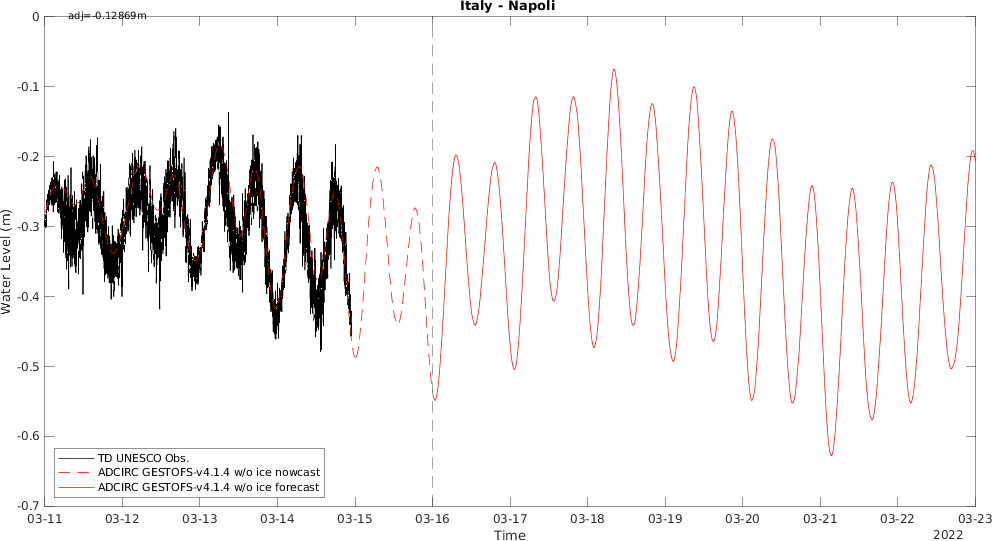 Italy - Napoli
adj=-0.12869m
0
-0.1
-0.2
-0.3
-0.4
-0.5
-0.6
-0.7
Water Level (m)
TD UNESCO Obs.
ADCIRC GESTOFS-v4.1.4 w/o ice nowcast
ADCIRC GESTOFS-v4.1.4 w/o ice forecast
03-11 03-12 03-13 03-14 03-15 03-16 03-17 03-18 03-19 03-20 03-21 03-22 03-23
Time
2022